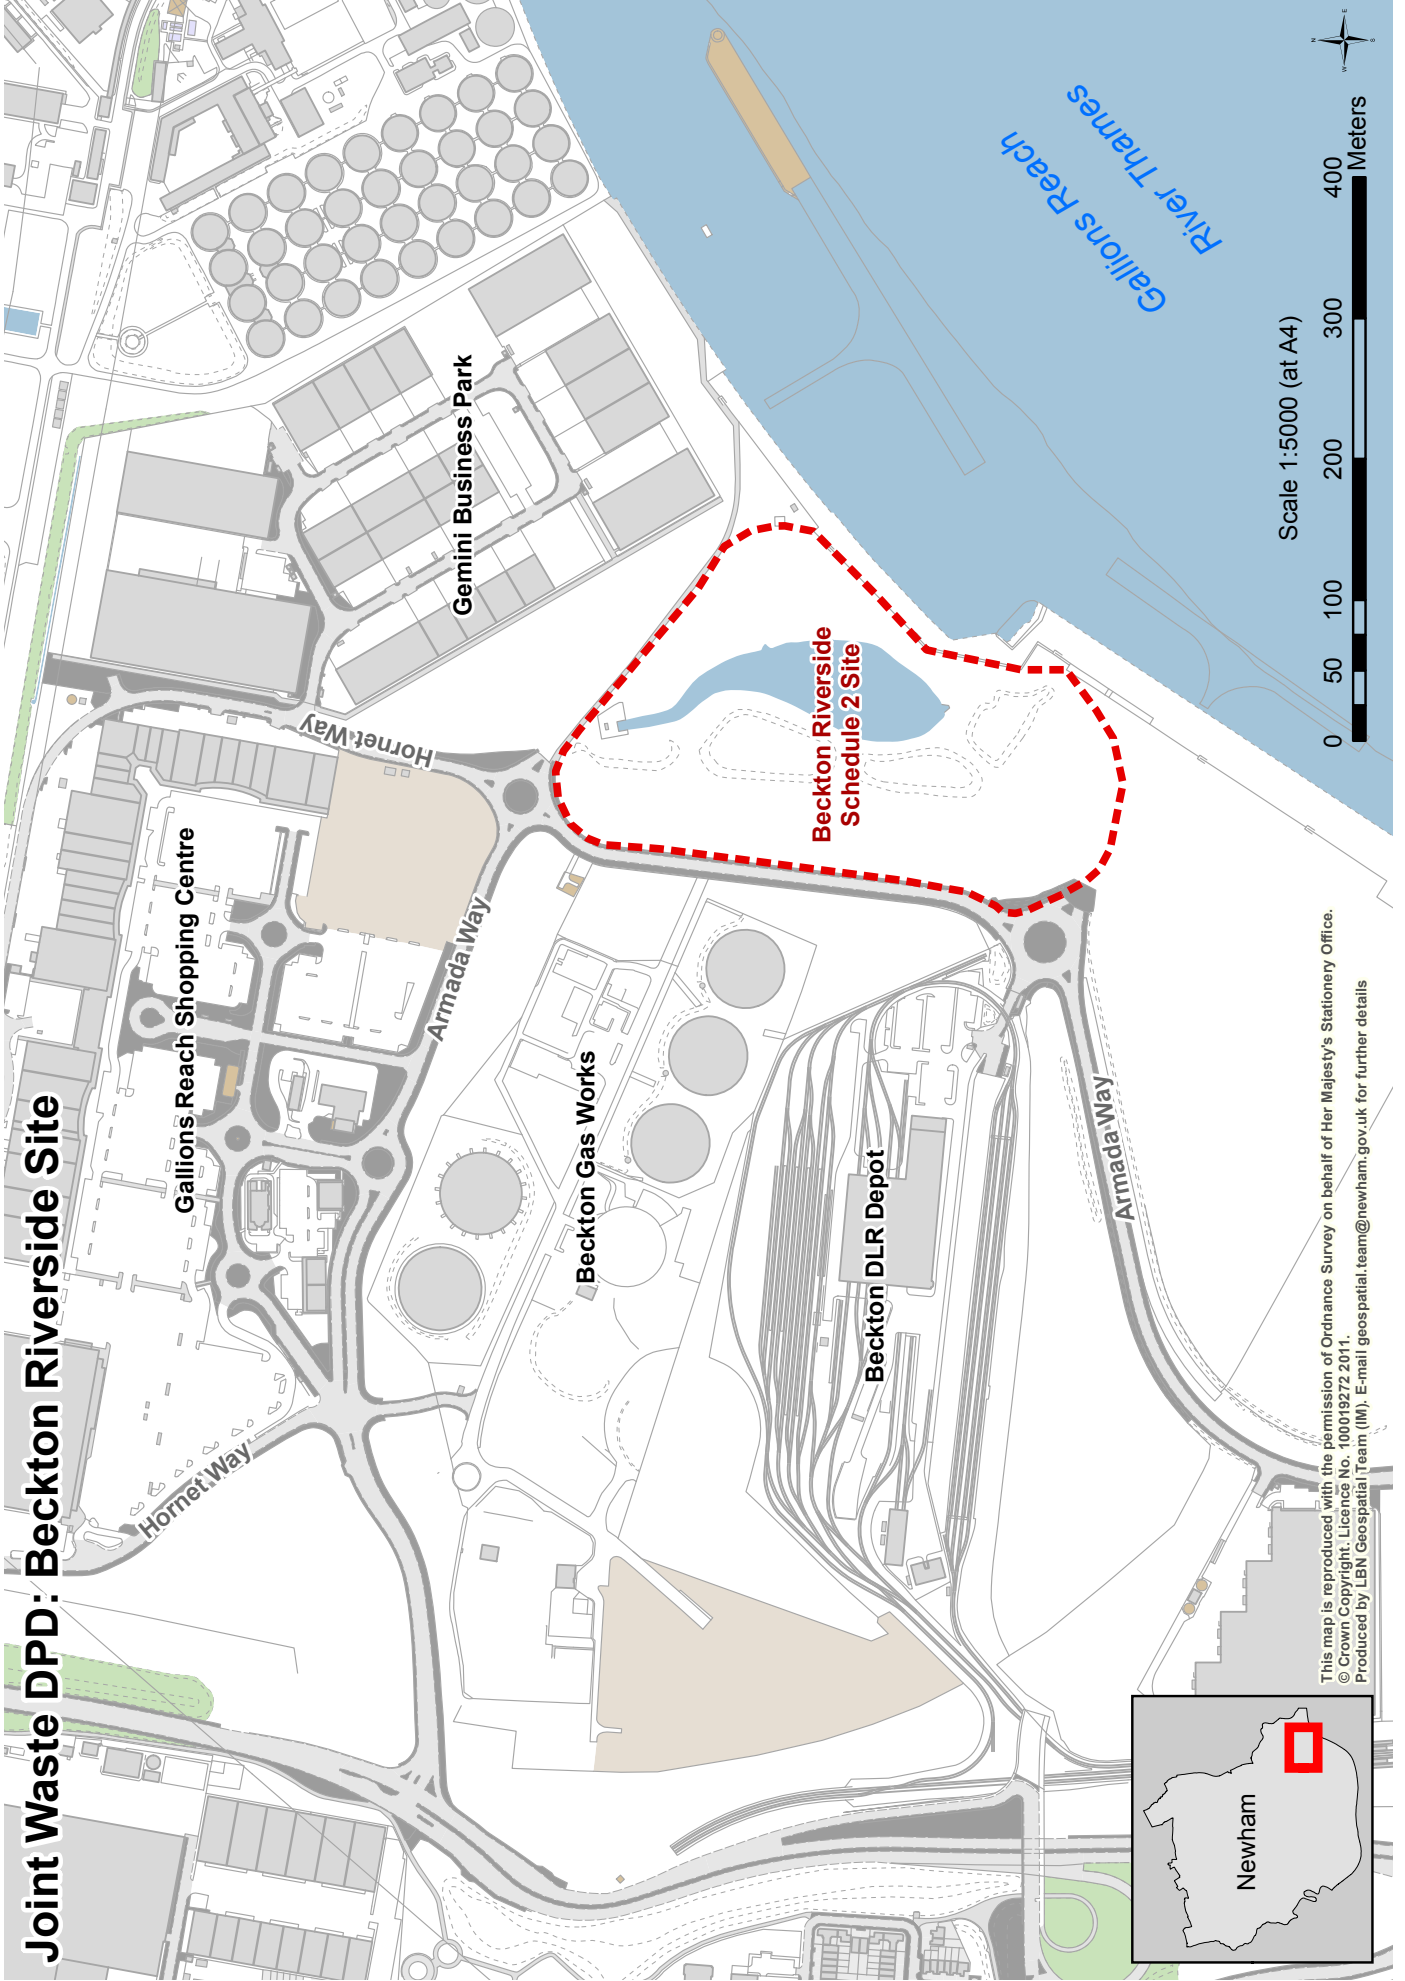 Joint Waste DPD: Beckton Riverside Site
Gallions Reach Shopping Centre
Hornet Way
Hornet Way
Armada Way
Gemini Business Park
Beckton Gas Works
Beckton Riverside
Schedule 2 Site
Beckton DLR Depot
Armada Way
Gallions Reach
River Thames
Newham
Scale 1:5000 (at A4)
0 50 100 200 300 400
Meters
N
W E
S
This map is reproduced with the permission of Ordnance Survey on behalf of Her Majesty's Stationery Office.
© Crown Copyright. Licence No. 100019272 2011.
Produced by LBN Geospatial Team (IM). E-mail geospatial.team@newham.gov.uk for further details